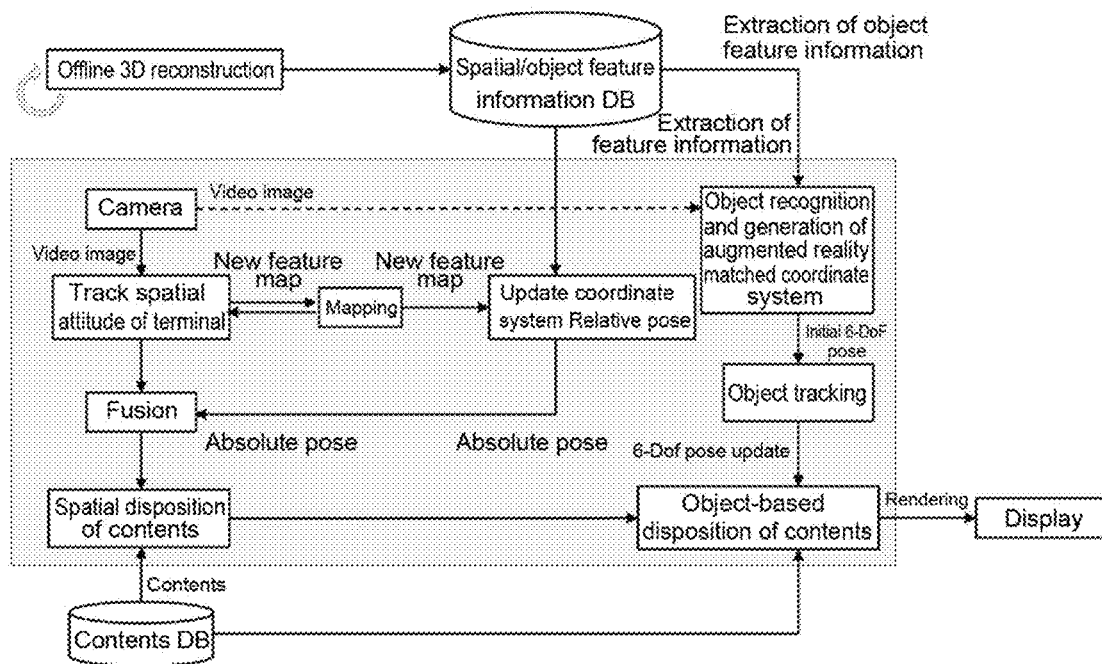 Extraction of object
feature information
Offline 3D reconstruction
Spatial/object feature
information DB
Extraction of
feature information
Camera
Video image
Object recognition
and generation of
augmented reality
matched coordinate
system
Video image
New feature
map
New feature
map
Track spatial
attitude of terminal
Mapping
Update coordinate
system Relative pose
Initial 6-DoF
pose
Object tracking
Fusion
Absolute pose
Absolute pose
6-Dof pose update
Spatial disposition
of contents
Object-based
disposition of contents
Rendering
Display
Contents
Contents DB